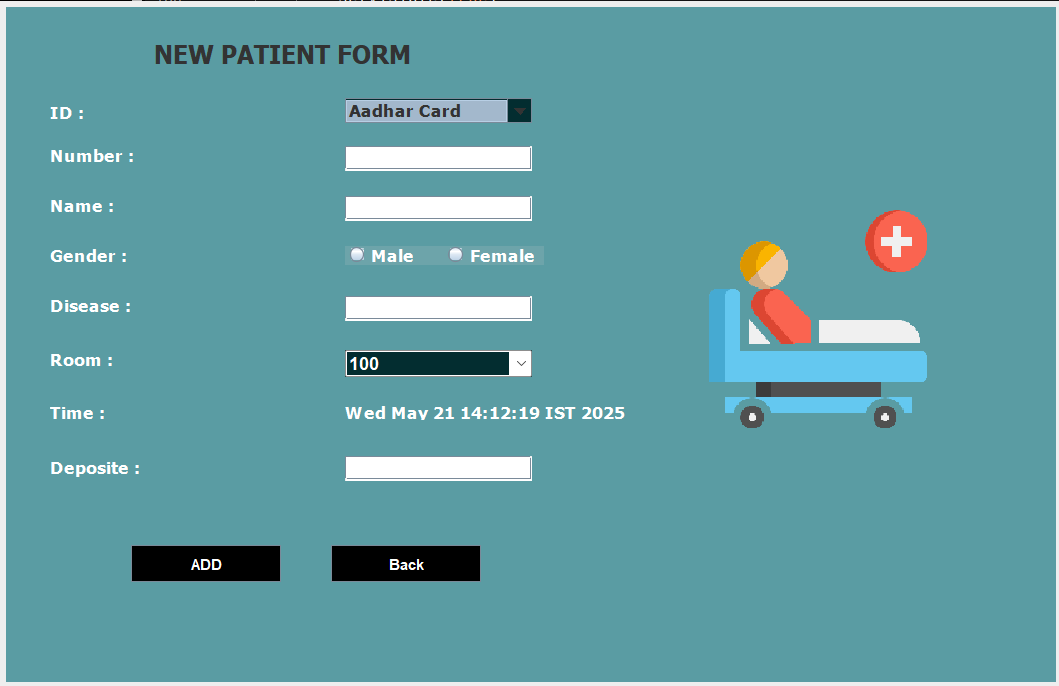 NEW PATIENT FORM
ID : Aadhar Card
Number :
Name :
Gender : Male Female
Disease :
Room : 100
Time : Wed May 21 14:12:19 IST 2025
Deposite :
ADD Back